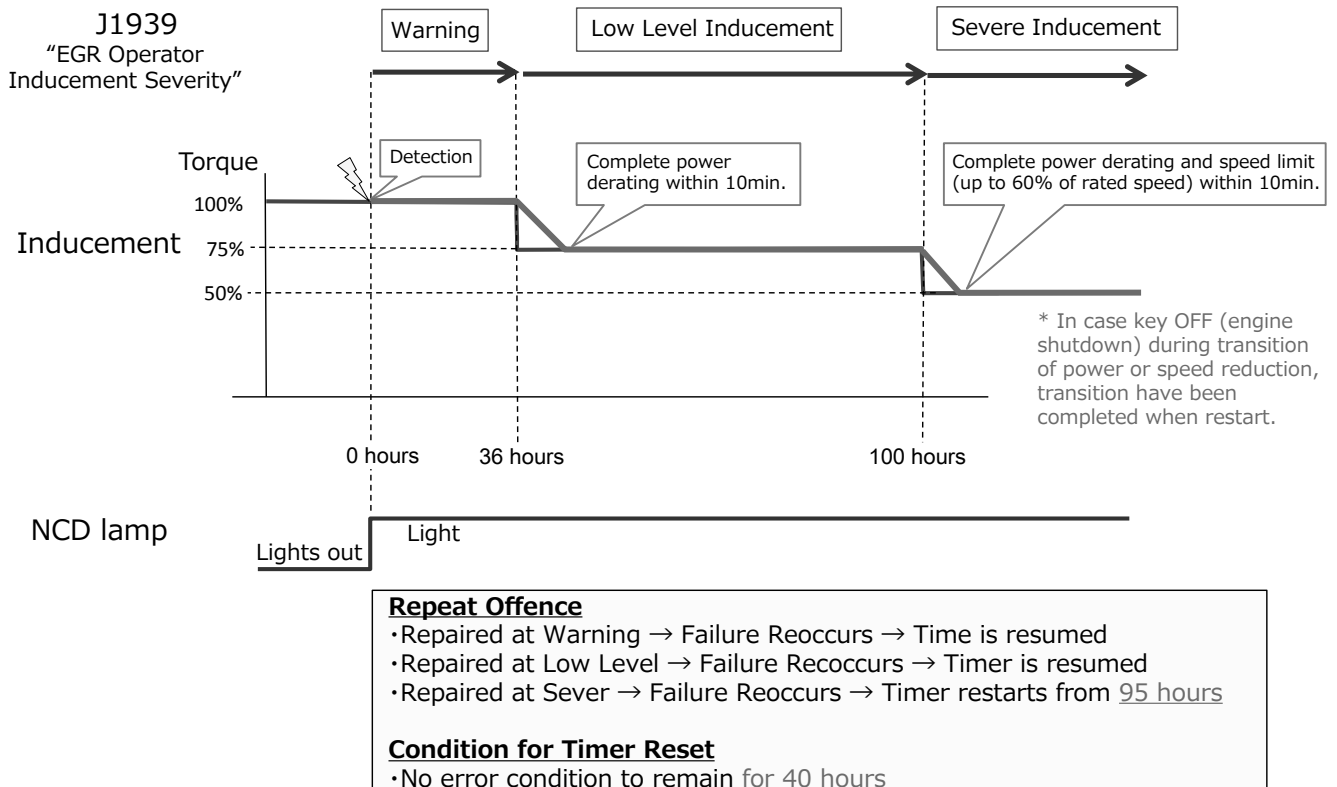 J1939
“EGR Operator
Inducement Severity”
Warning
Low Level Inducement
Severe Inducement
Torque
Detection
Complete power
derating within 10min.
Complete power derating and speed limit
(up to 60% of rated speed) within 10min.
100%
Inducement
75%
50%
* In case key OFF (engine
shutdown) during transition
of power or speed reduction,
transition have been
completed when restart.
0 hours
36 hours
100 hours
NCD lamp
Lights out
Light
Repeat Offence
・Repaired at Warning → Failure Reoccurs → Time is resumed
・Repaired at Low Level → Failure Recoccurs → Timer is resumed
・Repaired at Sever → Failure Reoccurs → Timer restarts from 95 hours
Condition for Timer Reset
・No error condition to remain for 40 hours